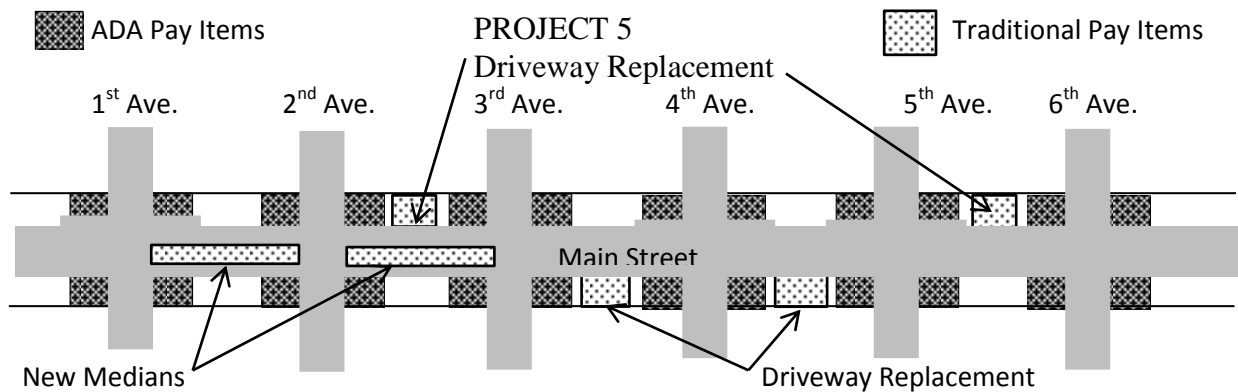 ADA Pay Items
PROJECT 5
Driveway Replacement
Traditional Pay Items
1st Ave.
2nd Ave.
3rd Ave.
4th Ave.
5th Ave.
6th Ave.
Main Street
New Medians
Driveway Replacement